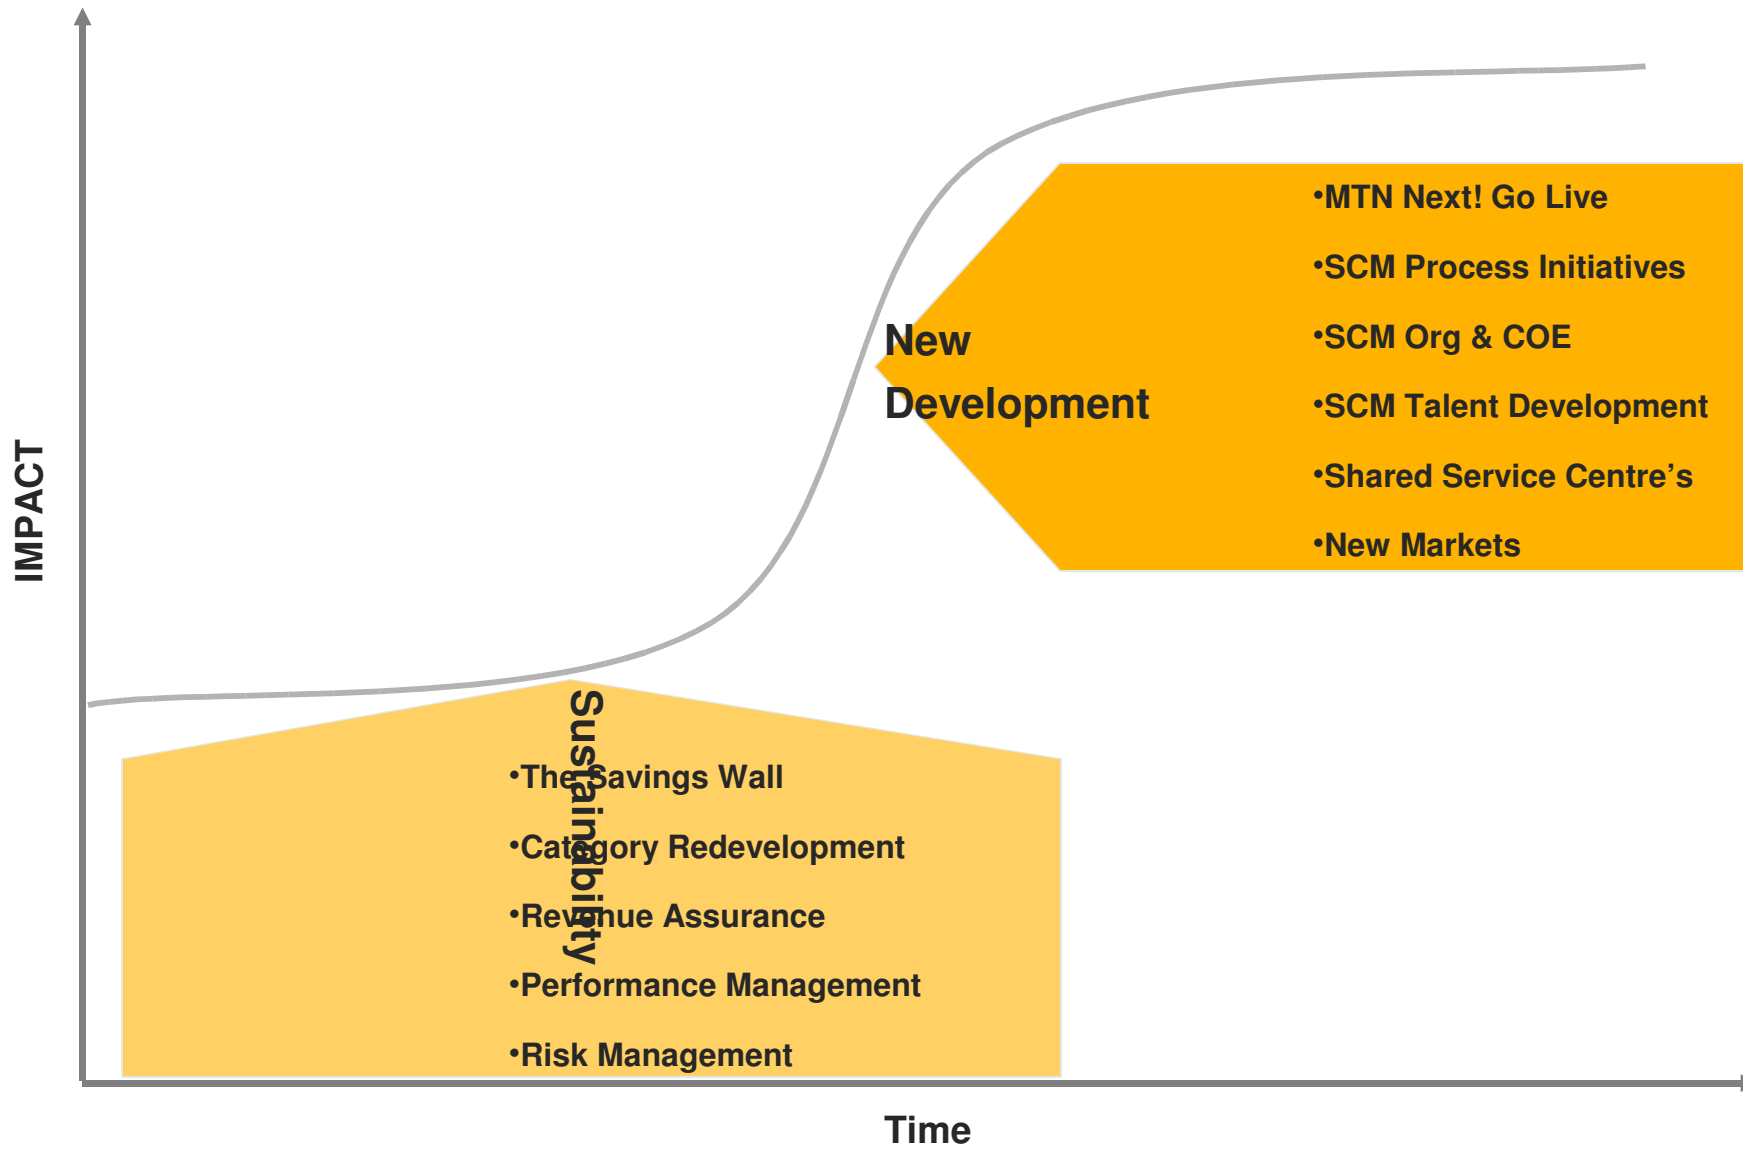 IMPACT
New
Development
•MTN Next! Go Live
•SCM Process Initiatives
•SCM Org & COE
•SCM Talent Development
•Shared Service Centre’s
•New Markets
Sustainability
•The Savings Wall
•Category Redevelopment
•Revenue Assurance
•Performance Management
•Risk Management
Time